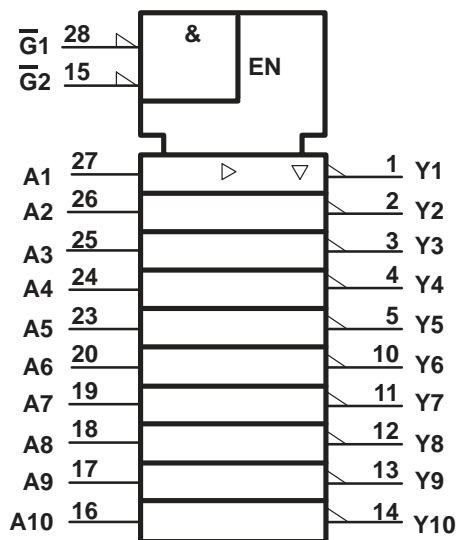 G1 28
&
G2 15
EN
A1 27
1 Y1
A2 26
2 Y2
A3 25
3 Y3
A4 24
4 Y4
A5 23
5 Y5
A6 20
10 Y6
A7 19
11 Y7
A8 18
12 Y8
A9 17
13 Y9
A10 16
14 Y10